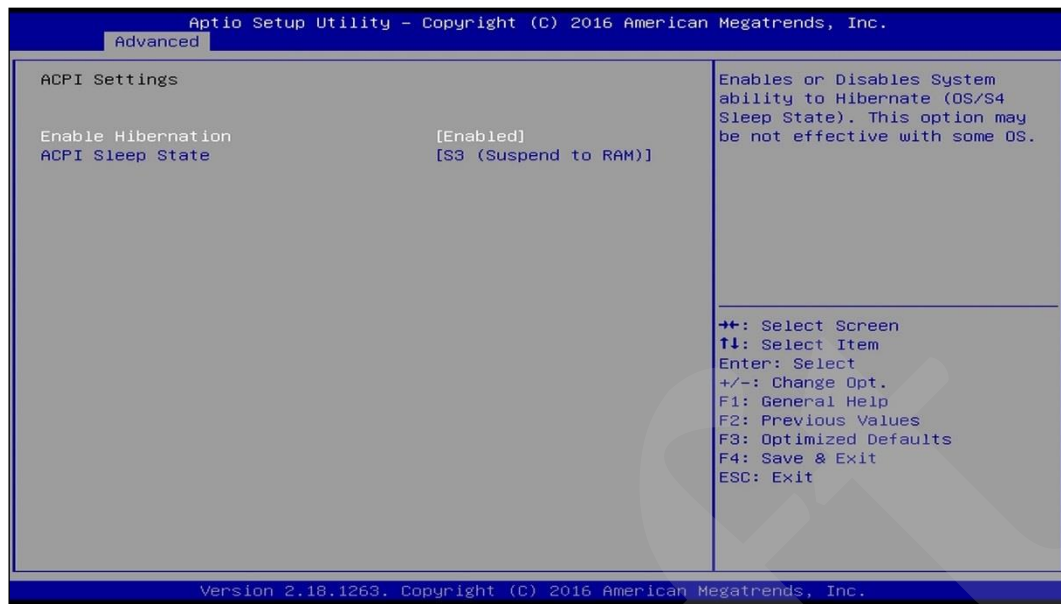 Aptio Setup Utility – Copyright (C) 2016 American Megatrends, Inc.
Advanced
ACPI Settings
Enable Hibernation [Enabled]
ACPI Sleep State [S3 (Suspend to RAM)]
Enables or Disables System
ability to Hibernate (OS/S4
Sleep State). This option may
be not effective with some OS.
→←: Select Screen
↑↓: Select Item
Enter: Select
+/-: Change Opt.
F1: General Help
F2: Previous Values
F3: Optimized Defaults
F4: Save & Exit
ESC: Exit
Version 2.18.1263. Copyright (C) 2016 American Megatrends, Inc.